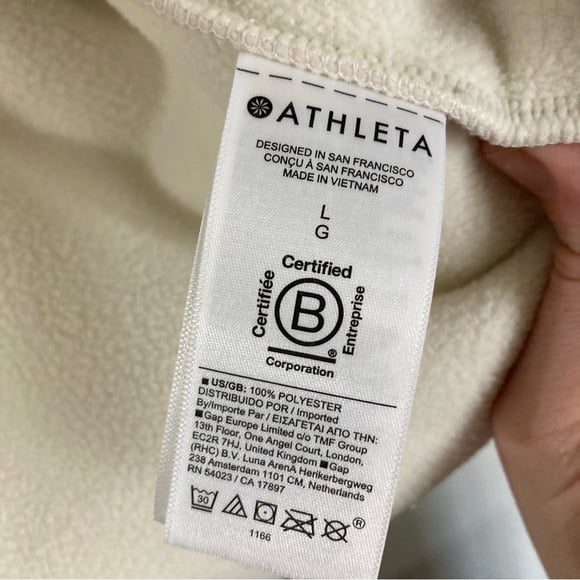 ATHLETA
DESIGNED IN SAN FRANCISCO
CONÇU À SAN FRANCISCO
MADE IN VIETNAM
L
G
Certified
Certifiée
B
Entreprise
®
Corporation
■ US/GB: 100% POLYESTER
DISTRIBUIDO POR / Imported
By/Importe Par / ΕΙΣΑΓΕΤΑΙ ΑΠΟ ΤΗΝ:
■Gap Europe Limited c/o TMF Group
13th Floor, One Angel Court, London,
EC2R 7HJ, United Kingdom ■Gap
(RHC) B.V. Luna ArenA Herikerbergweg
238 Amsterdam 1101 CM, Netherlands
RN 54023 / CA 17897
30
®
1166